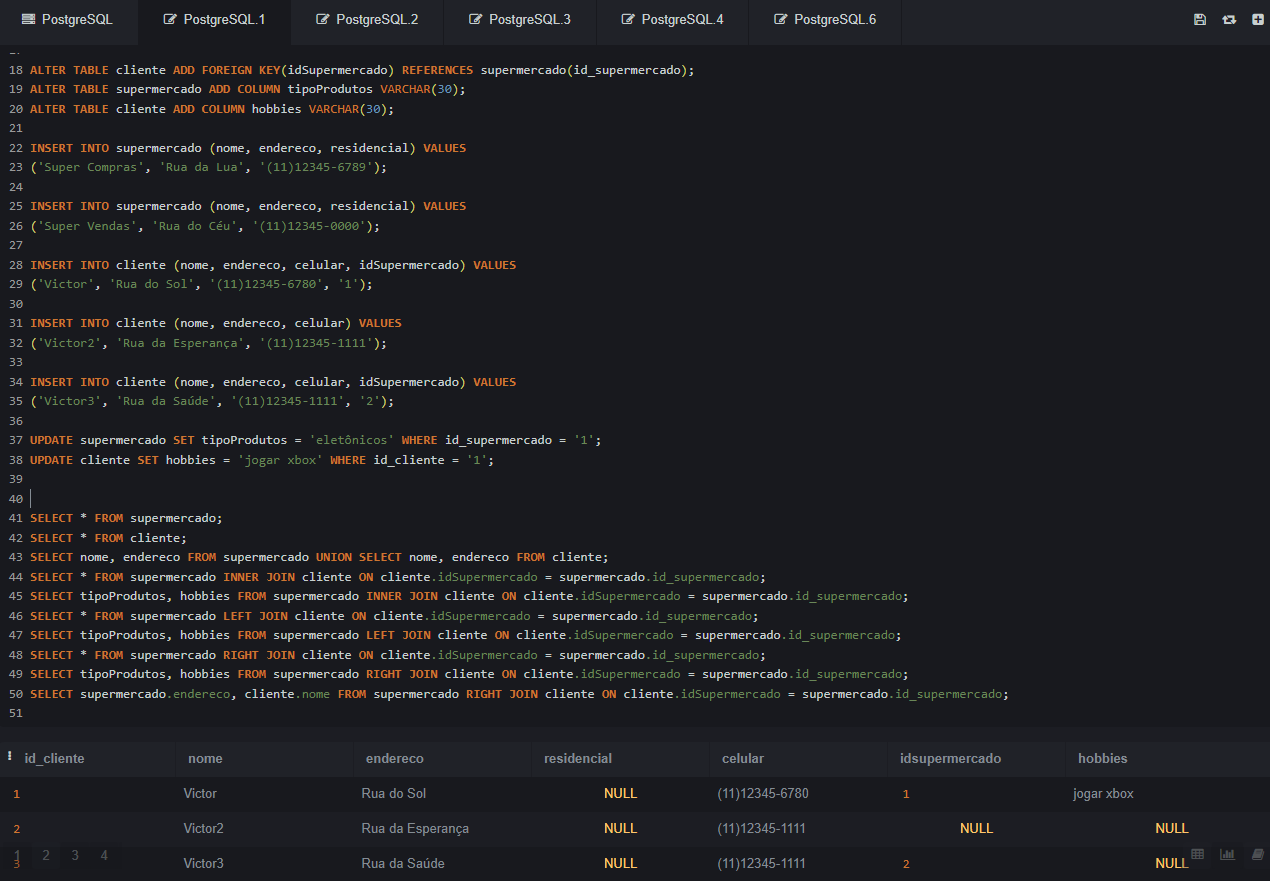 PostgreSQL PostgreSQL.1 PostgreSQL.2 PostgreSQL.3 PostgreSQL.4 PostgreSQL.6
18 ALTER TABLE cliente ADD FOREIGN KEY(idSupermercado) REFERENCES supermercado(id_supermercado);
19 ALTER TABLE supermercado ADD COLUMN tipoProdutos VARCHAR(30);
20 ALTER TABLE cliente ADD COLUMN hobbies VARCHAR(30);
21
22 INSERT INTO supermercado (nome, endereco, residencial) VALUES
23 ('Super Compras', 'Rua da Lua', '(11)12345-6789');
24
25 INSERT INTO supermercado (nome, endereco, residencial) VALUES
26 ('Super Vendas', 'Rua do Céu', '(11)12345-0000');
27
28 INSERT INTO cliente (nome, endereco, celular, idSupermercado) VALUES
29 ('Victor', 'Rua do Sol', '(11)12345-6780', '1');
30
31 INSERT INTO cliente (nome, endereco, celular) VALUES
32 ('Victor2', 'Rua da Esperança', '(11)12345-1111');
33
34 INSERT INTO cliente (nome, endereco, celular, idSupermercado) VALUES
35 ('Victor3', 'Rua da Saúde', '(11)12345-1111', '2');
36
37 UPDATE supermercado SET tipoProdutos = 'eletônicos' WHERE id_supermercado = '1';
38 UPDATE cliente SET hobbies = 'jogar xbox' WHERE id_cliente = '1';
39
40
41 SELECT * FROM supermercado;
42 SELECT * FROM cliente;
43 SELECT nome, endereco FROM supermercado UNION SELECT nome, endereco FROM cliente;
44 SELECT * FROM supermercado INNER JOIN cliente ON cliente.idSupermercado = supermercado.id_supermercado;
45 SELECT tipoProdutos, hobbies FROM supermercado INNER JOIN cliente ON cliente.idSupermercado = supermercado.id_supermercado;
46 SELECT * FROM supermercado LEFT JOIN cliente ON cliente.idSupermercado = supermercado.id_supermercado;
47 SELECT tipoProdutos, hobbies FROM supermercado LEFT JOIN cliente ON cliente.idSupermercado = supermercado.id_supermercado;
48 SELECT * FROM supermercado RIGHT JOIN cliente ON cliente.idSupermercado = supermercado.id_supermercado;
49 SELECT tipoProdutos, hobbies FROM supermercado RIGHT JOIN cliente ON cliente.idSupermercado = supermercado.id_supermercado;
50 SELECT supermercado.endereco, cliente.nome FROM supermercado RIGHT JOIN cliente ON cliente.idSupermercado = supermercado.id_supermercado;
51
id_cliente nome endereco residencial celular idsupermercado hobbies
1 Victor Rua do Sol NULL (11)12345-6780 1 jogar xbox
2 Victor2 Rua da Esperança NULL (11)12345-1111 NULL NULL
1 2 3 4
3 Victor3 Rua da Saúde NULL (11)12345-1111 2 NULL